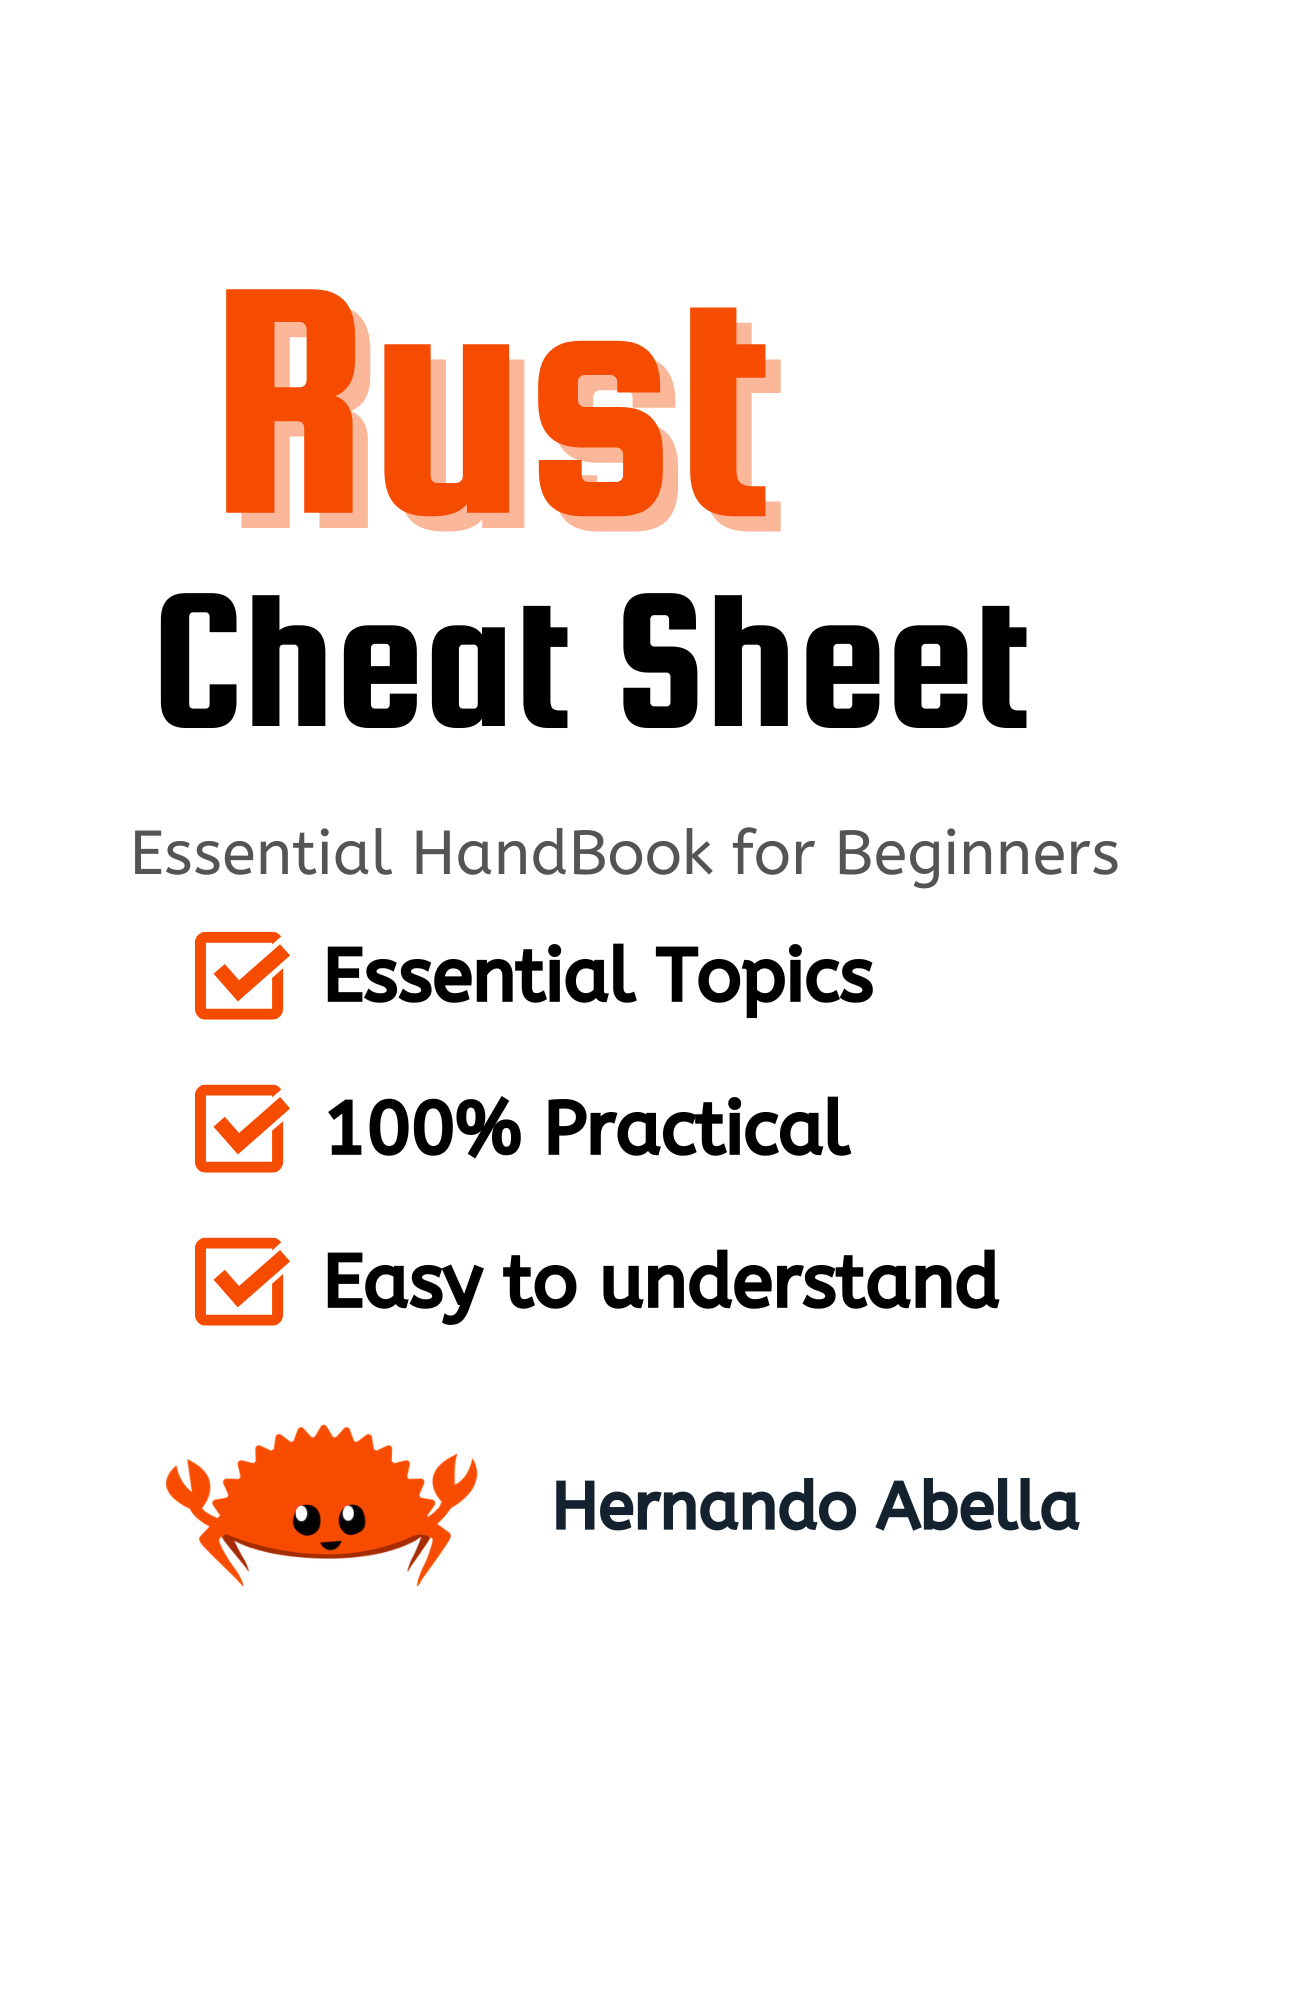 Rust
Cheat Sheet
Essential HandBook for Beginners
Essential Topics
100% Practical
Easy to understand
Hernando Abella